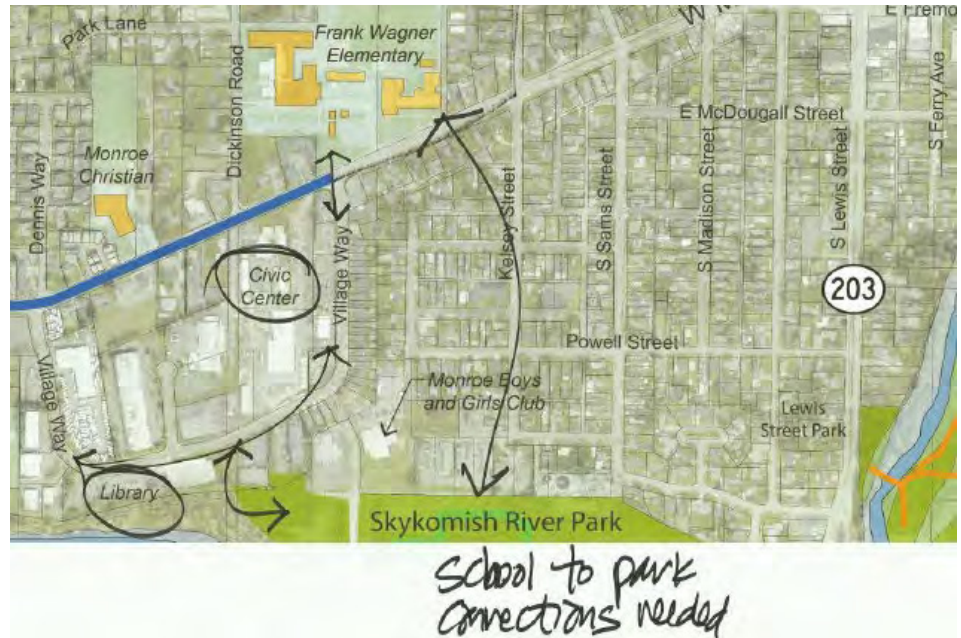 Park Lane
Dickinson Road
Frank Wagner
Elementary
W M
E Fremo
S Ferry Ave
E McDougall Street
Dennis Way
Monroe
Christian
Kelsey Street
S Sams Street
S Madison Street
S Lewis Street
Civic
Center
Village Way
203
Powell Street
Village Way
Monroe Boys
and Girls Club
Lewis
Street Park
Library
Skykomish River Park
school to park
connections needed